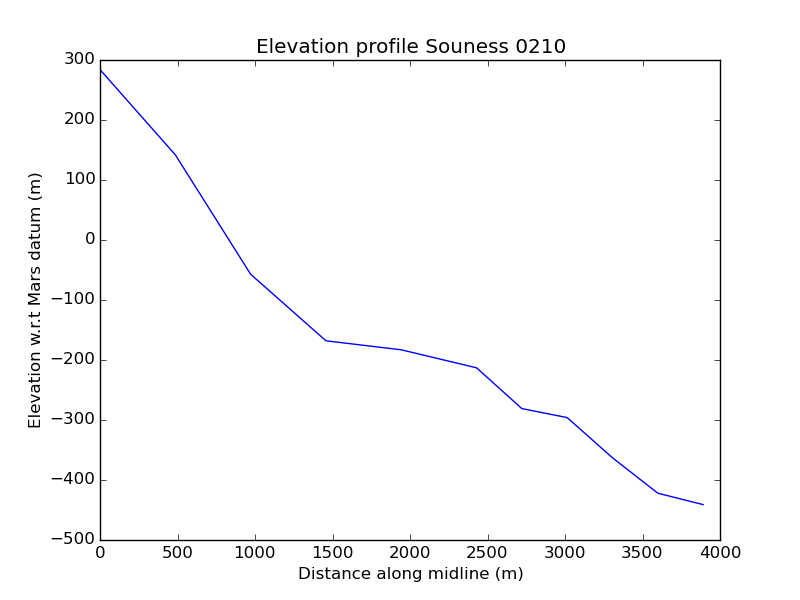 Elevation profile Souness 0210
300
200
100
0
−100
−200
−300
−400
−500
Elevation w.r.t Mars datum (m)
0 500 1000 1500 2000 2500 3000 3500 4000
Distance along midline (m)